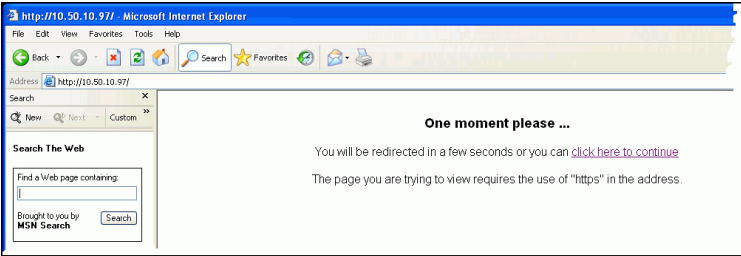 http://10.50.10.97/ - Microsoft Internet Explorer
File Edit View Favorites Tools Help
Back Search Favorites
Address http://10.50.10.97/
Search ×
New Next Custom »
Search The Web
Find a Web page containing:
Brought to you by
MSN Search
Search
One moment please ...
You will be redirected in a few seconds or you can click here to continue
The page you are trying to view requires the use of "https" in the address.